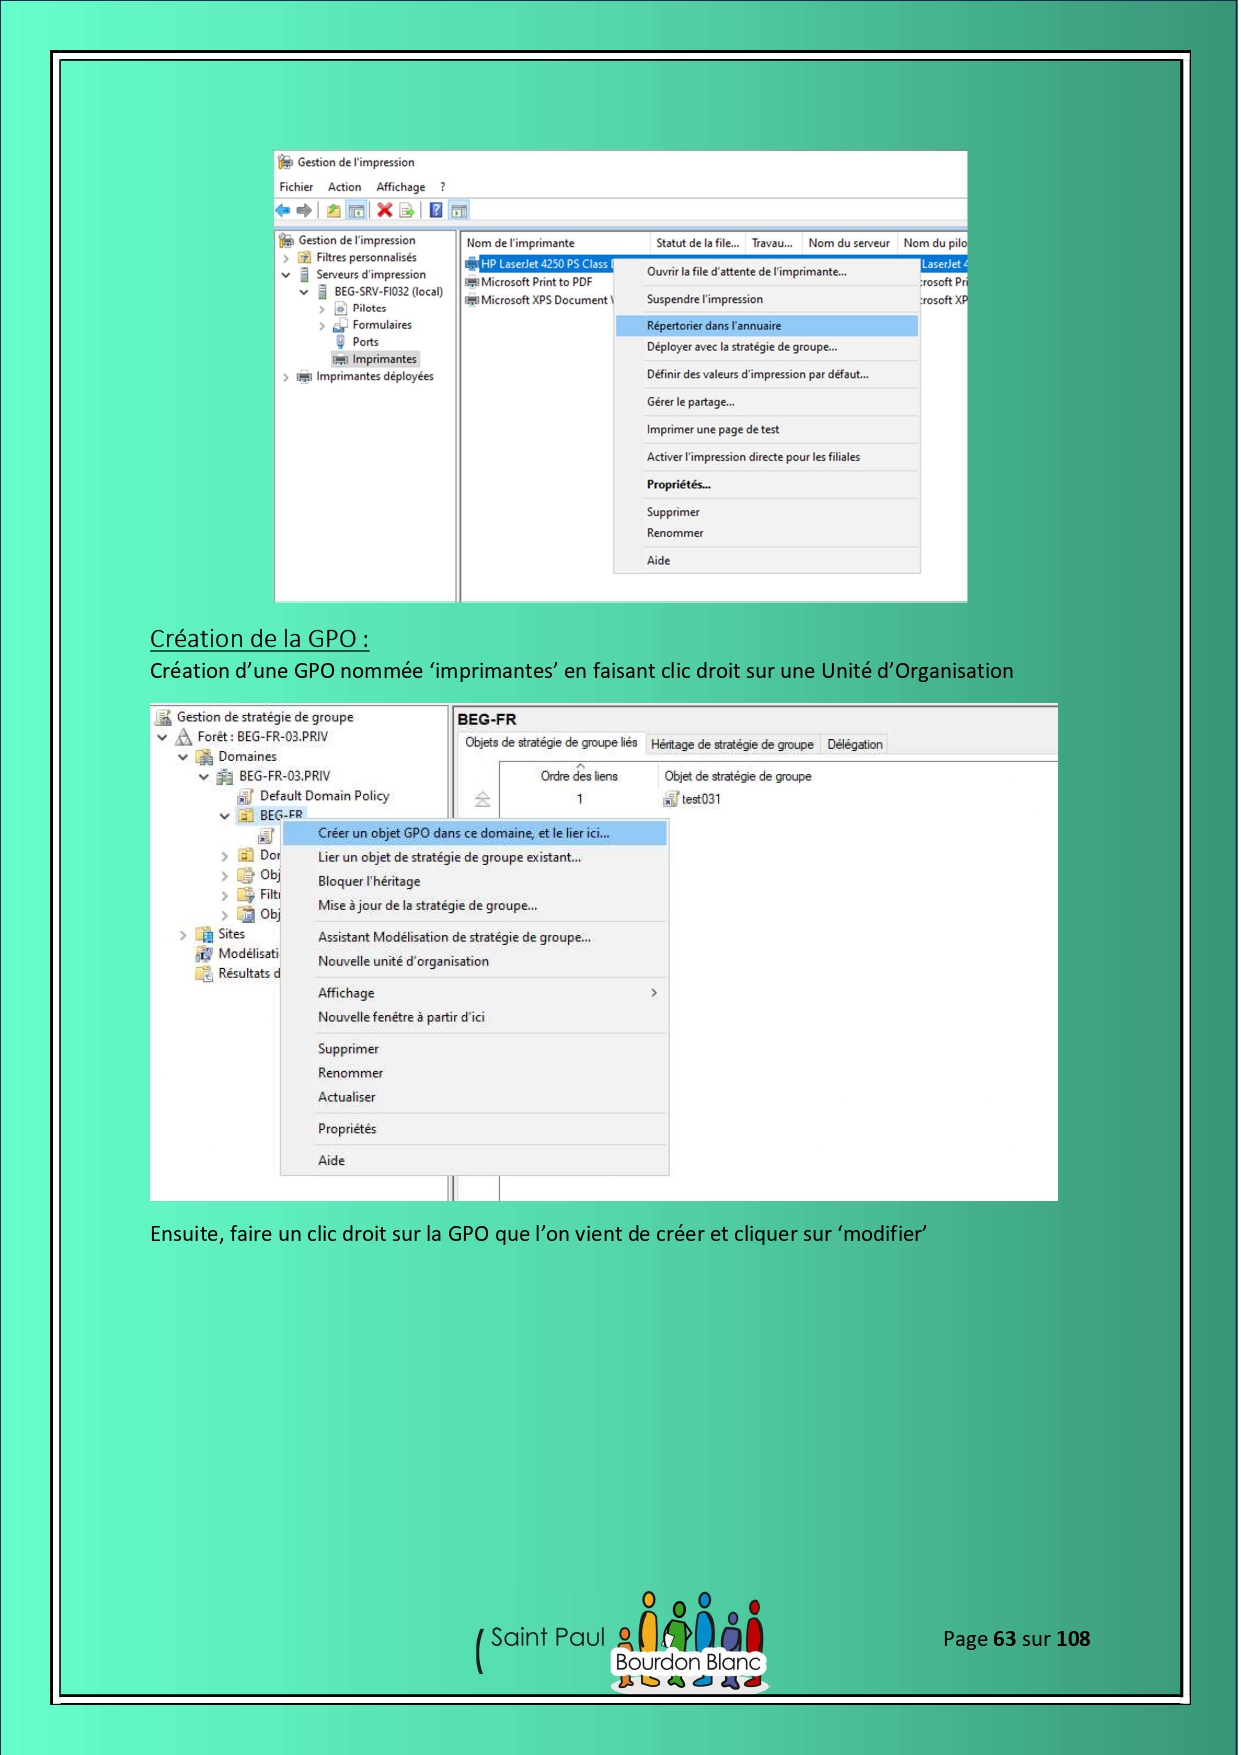 Gestion de l'impression
Fichier Action Affichage ?
Gestion de l'impression
Filtres personnalisés
Serveurs d'impression
BEG-SRV-FI032 (local)
Pilotes
Formulaires
Ports
Imprimantes
Imprimantes déployées
Nom de l'imprimante Statut de la file... Travau... Nom du serveur Nom du pilo
HP LaserJet 4250 PS Class LaserJet 4
Microsoft Print to PDF rosoft Pri
Microsoft XPS Document rosoft XP
Ouvrir la file d'attente de l'imprimante...
Suspendre l'impression
Répertorier dans l'annuaire
Déployer avec la stratégie de groupe...
Définir des valeurs d'impression par défaut...
Gérer le partage...
Imprimer une page de test
Activer l'impression directe pour les filiales
Propriétés...
Supprimer
Renommer
Aide
Création de la GPO :
Création d'une GPO nommée ‘imprimantes’ en faisant clic droit sur une Unité d'Organisation
Gestion de stratégie de groupe
Forêt : BEG-FR-03.PRIV
Domaines
BEG-FR-03.PRIV
Default Domain Policy
BEG-FR
Dor
Obj
Filtr
Obj
Sites
Modélisati
Résultats d
BEG-FR
Objets de stratégie de groupe liés Héritage de stratégie de groupe Délégation
Ordre des liens Objet de stratégie de groupe
1 test031
Créer un objet GPO dans ce domaine, et le lier ici...
Lier un objet de stratégie de groupe existant...
Bloquer l'héritage
Mise à jour de la stratégie de groupe...
Assistant Modélisation de stratégie de groupe...
Nouvelle unité d'organisation
Affichage
Nouvelle fenêtre à partir d'ici
Supprimer
Renommer
Actualiser
Propriétés
Aide
Ensuite, faire un clic droit sur la GPO que l'on vient de créer et cliquer sur ‘modifier’
Saint Paul
Bourdon Blanc
Page 63 sur 108